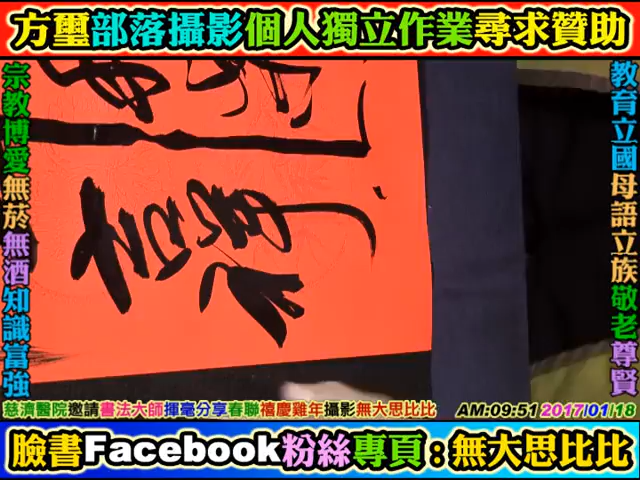 方璽部落攝影個人獨立作業尋求贊助
宗教博愛無菸無酒知識富強
教育立國母語立族敬老尊賢
慈濟醫院邀請書法大師揮毫分享春聯禧慶雞年攝影無大思比比
AM:09:51 2017/01/18
臉書Facebook粉絲專頁:無大思比比